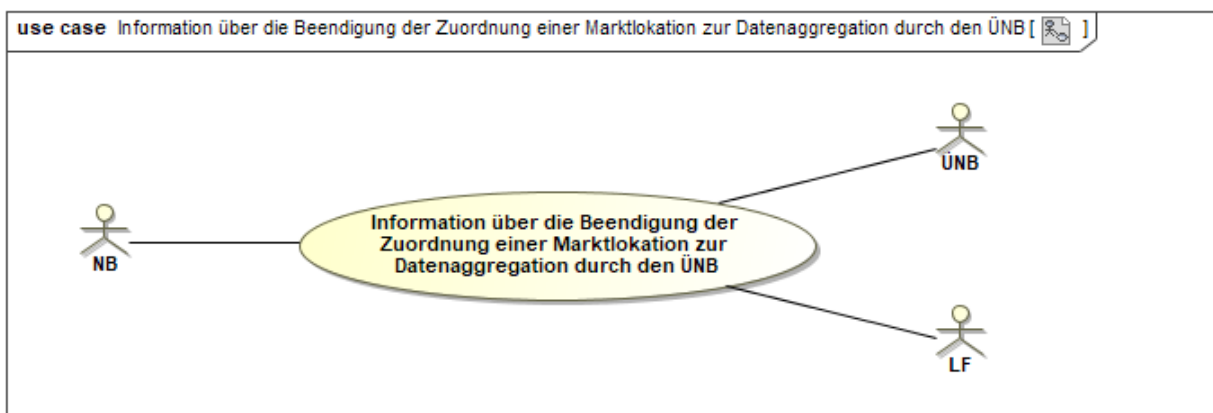 use case Information über die Beendigung der Zuordnung einer Marktlokation zur Datenaggregation durch den ÜNB [ ]
ÜNB
Information über die Beendigung der
Zuordnung einer Marktlokation zur
Datenaggregation durch den ÜNB
NB
LF